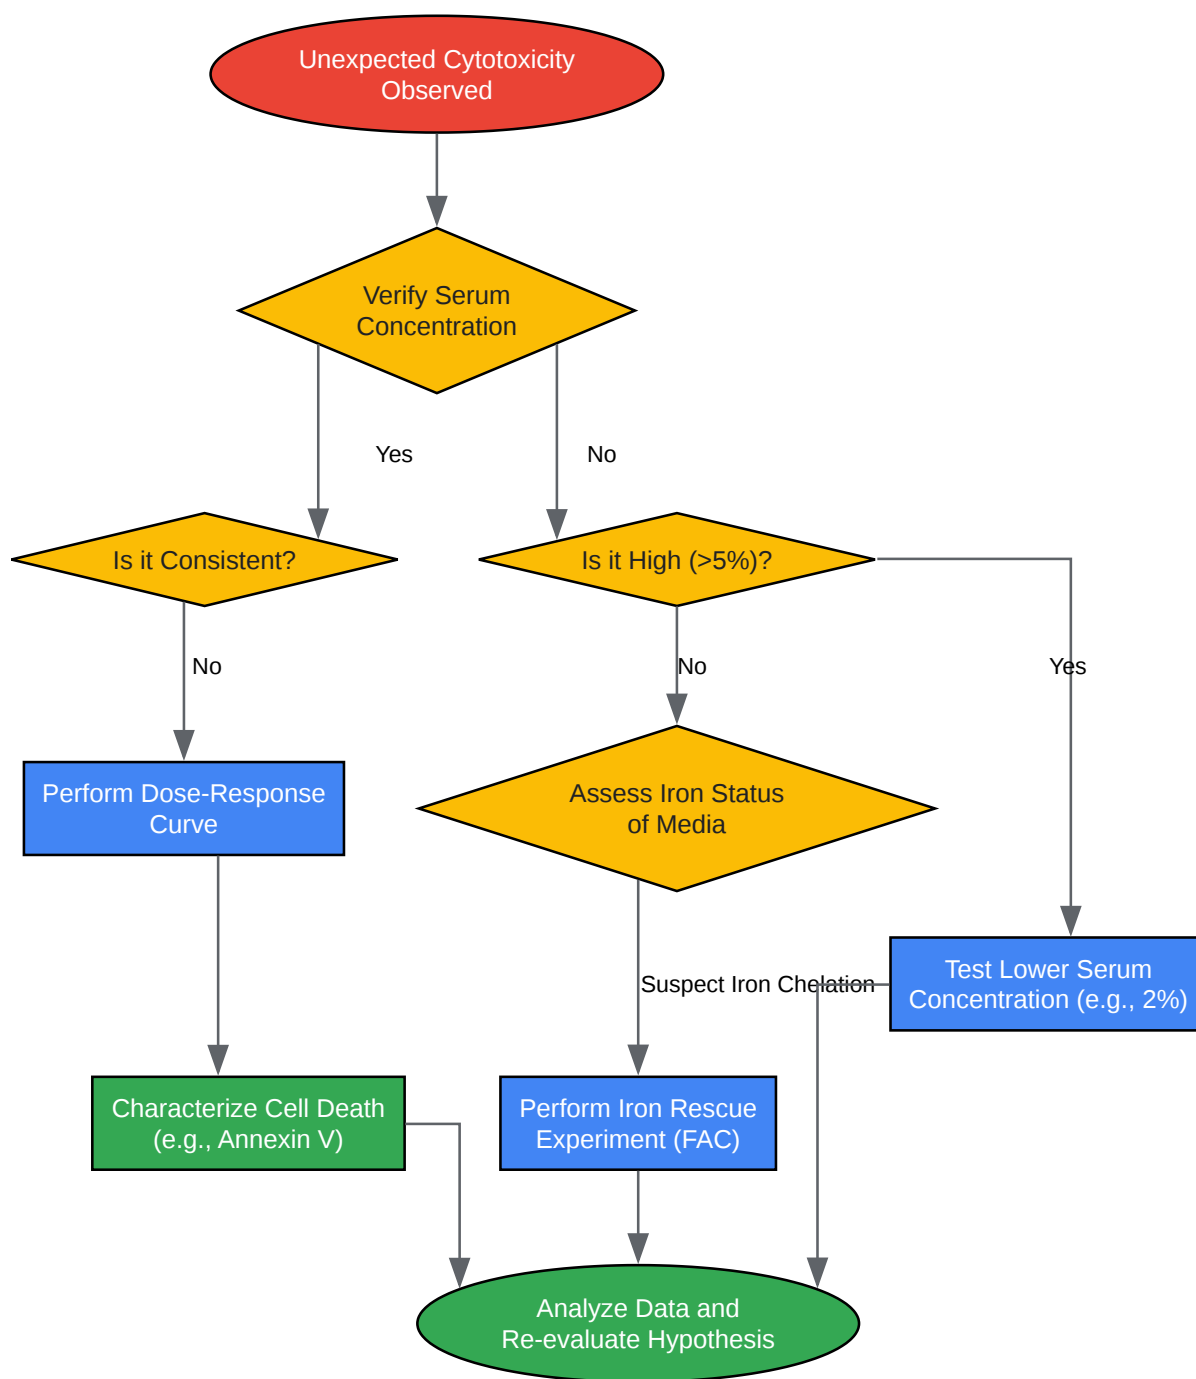 Unexpected Cytotoxicity
Observed
Verify Serum
Concentration
Yes
No
Is it Consistent?
Is it High (>5%)?
No
No
Yes
Perform Dose-Response
Curve
Assess Iron Status
of Media
Suspect Iron Chelation
Test Lower Serum
Concentration (e.g., 2%)
Characterize Cell Death
(e.g., Annexin V)
Perform Iron Rescue
Experiment (FAC)
Analyze Data and
Re-evaluate Hypothesis